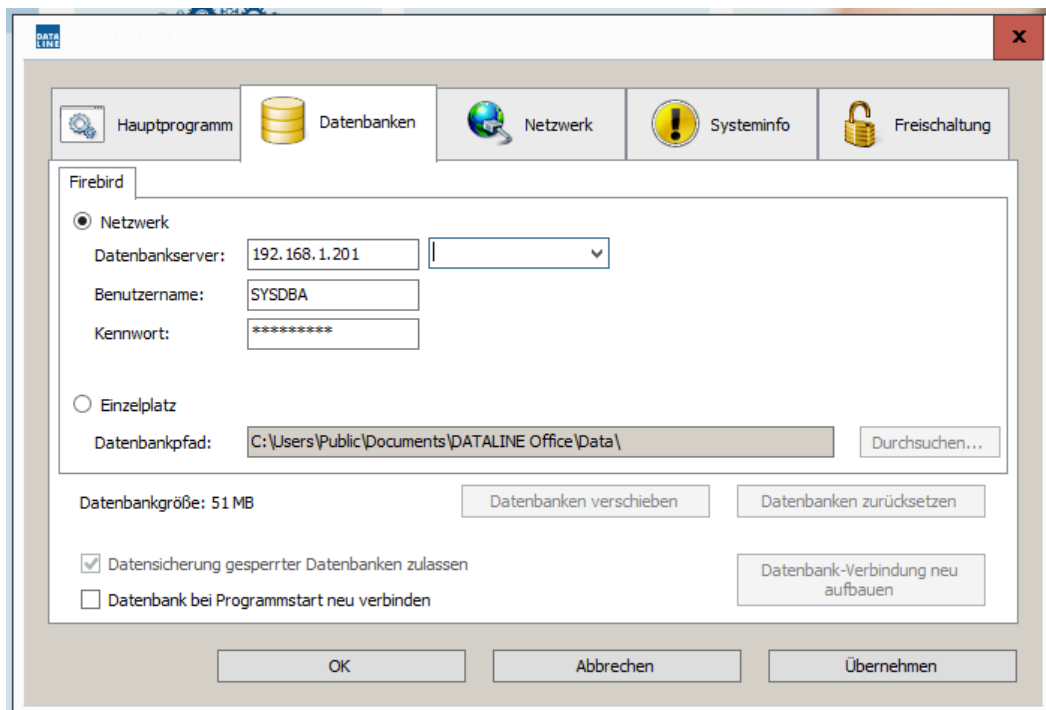 DATA
LINE
x
Hauptprogramm
Datenbanken
Netzwerk
Systeminfo
Freischaltung
Firebird
Netzwerk
Datenbankserver: 192.168.1.201
Benutzername: SYSDBA
Kennwort: *********
Einzelplatz
Datenbankpfad: C:\Users\Public\Documents\DATALINE Office\Data\ Durchsuchen...
Datenbankgröße: 51 MB Datenbanken verschieben Datenbanken zurücksetzen
Datensicherung gesperrter Datenbanken zulassen
Datenbank-Verbindung neu
aufbauen
Datenbank bei Programmstart neu verbinden
OK Abbrechen Übernehmen